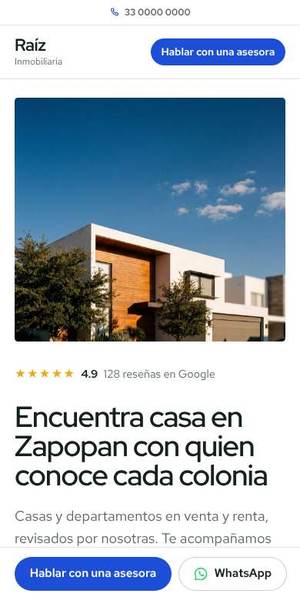 33 0000 0000
Raíz
Inmobiliaria
Hablar con una asesora
★★★★★ 4.9 128 reseñas en Google
Encuentra casa en
Zapopan con quien
conoce cada colonia
Casas y departamentos en venta y renta,
revisados por nosotras. Te acompañamos
Hablar con una asesora
WhatsApp